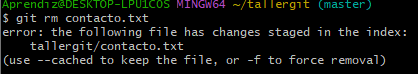 Aprendiz@DESKTOP-LPU1COS MINGW64 ~/tallergit (master)
$ git rm contacto.txt
error: the following file has changes staged in the index:
    tallergit/contacto.txt
(use --cached to keep the file, or -f to force removal)